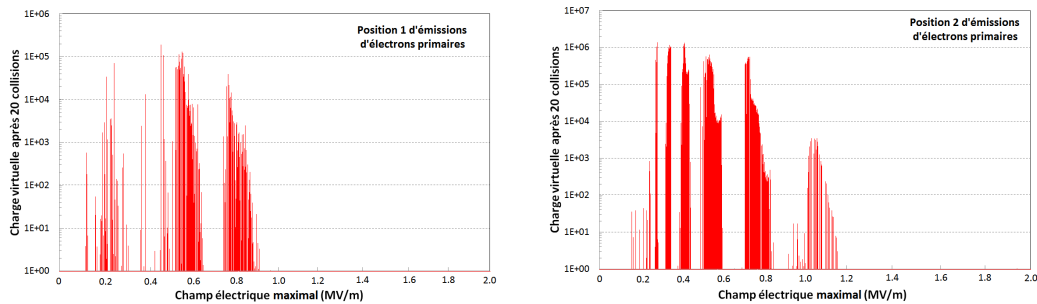 Position 1 d'émissions
d'électrons primaires
Charge virtuelle après 20 collisions
1E+06
1E+05
1E+04
1E+03
1E+02
1E+01
1E+00
0 0.2 0.4 0.6 0.8 1.0 1.2 1.4 1.6 1.8 2.0
Champ électrique maximal (MV/m)
Position 2 d'émissions
d'électrons primaires
Charge virtuelle après 20 collisions
1E+07
1E+06
1E+05
1E+04
1E+03
1E+02
1E+01
1E+00
0 0.2 0.4 0.6 0.8 1.0 1.2 1.4 1.6 1.8 2.0
Champ électrique maximal (MV/m)